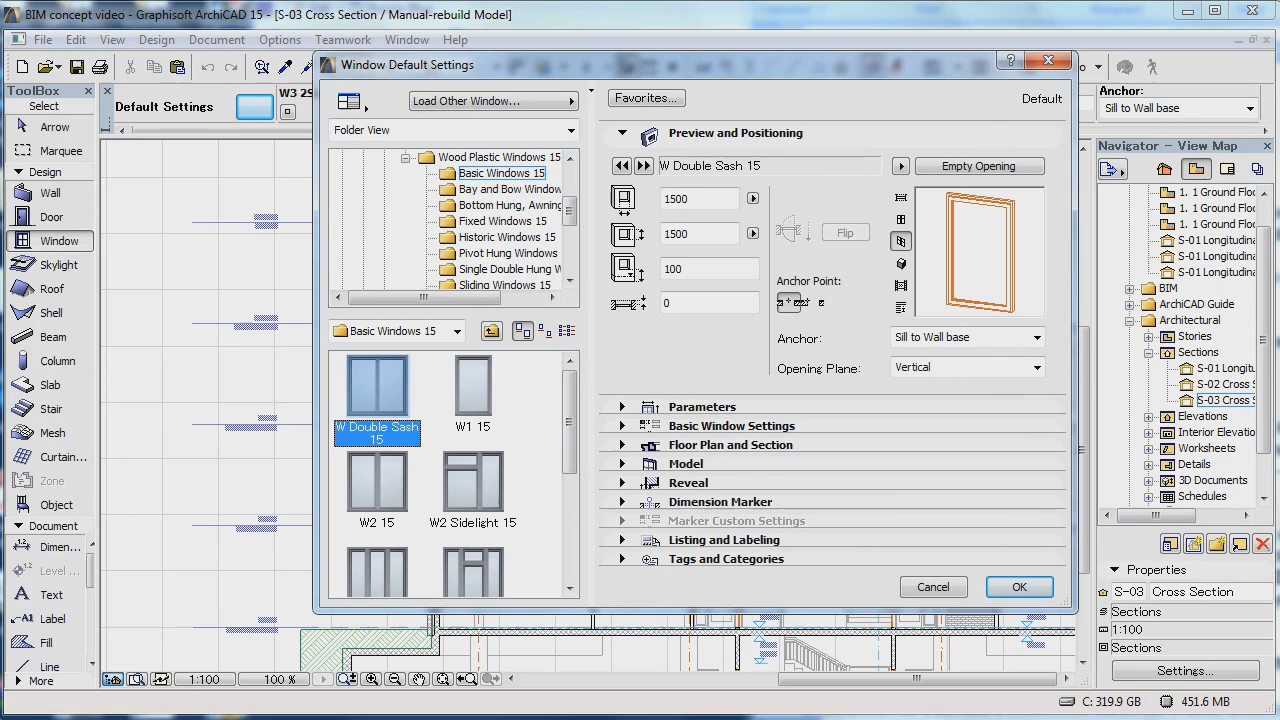 BIM concept video - Graphisoft ArchiCAD 15 - [S-03 Cross Section / Manual-rebuild Model]
File Edit View Design Document Options Teamwork Window Help
Window Default Settings
ToolBox
Select
Arrow
Marquee
Design
Wall
Door
Window
Skylight
Roof
Shell
Beam
Column
Slab
Stair
Mesh
Curtain...
Zone
Object
Document
Dimen...
Level ...
Text
Label
Fill
Line
More
Default Settings
W3 29
Load Other Window...
Folder View
Wood Plastic Windows 15
Basic Windows 15
Bay and Bow Window
Bottom Hung, Awning
Fixed Windows 15
Historic Windows 15
Pivot Hung Windows
Single Double Hung W
Sliding Windows 15
Basic Windows 15
W Double Sash 15
W1 15
W2 15
W2 Sidelight 15
Favorites...
Default
Preview and Positioning
W Double Sash 15
Empty Opening
1500
1500
100
0
Flip
Anchor Point:
Anchor:
Sill to Wall base
Opening Plane:
Vertical
Parameters
Basic Window Settings
Floor Plan and Section
Model
Reveal
Dimension Marker
Marker Custom Settings
Listing and Labeling
Tags and Categories
Cancel
OK
Anchor:
Sill to Wall base
Navigator - View Map
1. 1 Ground Floc
1. 1 Ground Floc
1. 1 Ground Floc
S-01 Longitudina
S-01 Longitudina
S-01 Longitudina
BIM
ArchiCAD Guide
Architectural
Stories
Sections
S-01 Longitu
S-02 Cross S
S-03 Cross S
Elevations
Interior Elevation
Worksheets
Details
3D Documents
Schedules
Properties
S-03 Cross Section
Sections
1:100
Sections
Settings...
1:100
100 %
C: 319.9 GB
451.6 MB